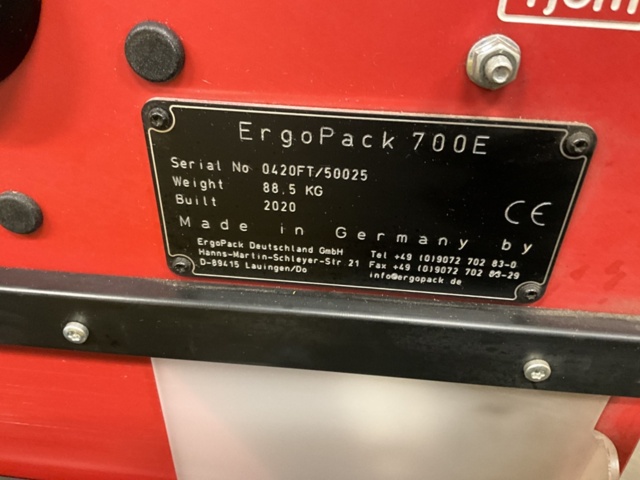 ErgoPack 700E
Serial No 0420FT/50025
Weight 88.5 KG
Built 2020
CE
Made in Germany by
ErgoPack Deutschland GmbH
Hanns-Martin-Schleyer-Str 21
D-89415 Lauingen/Do
Tel +49 (0)9072 702 83-0
Fax +49 (0)9072 702 83-29
info@ergopack.de